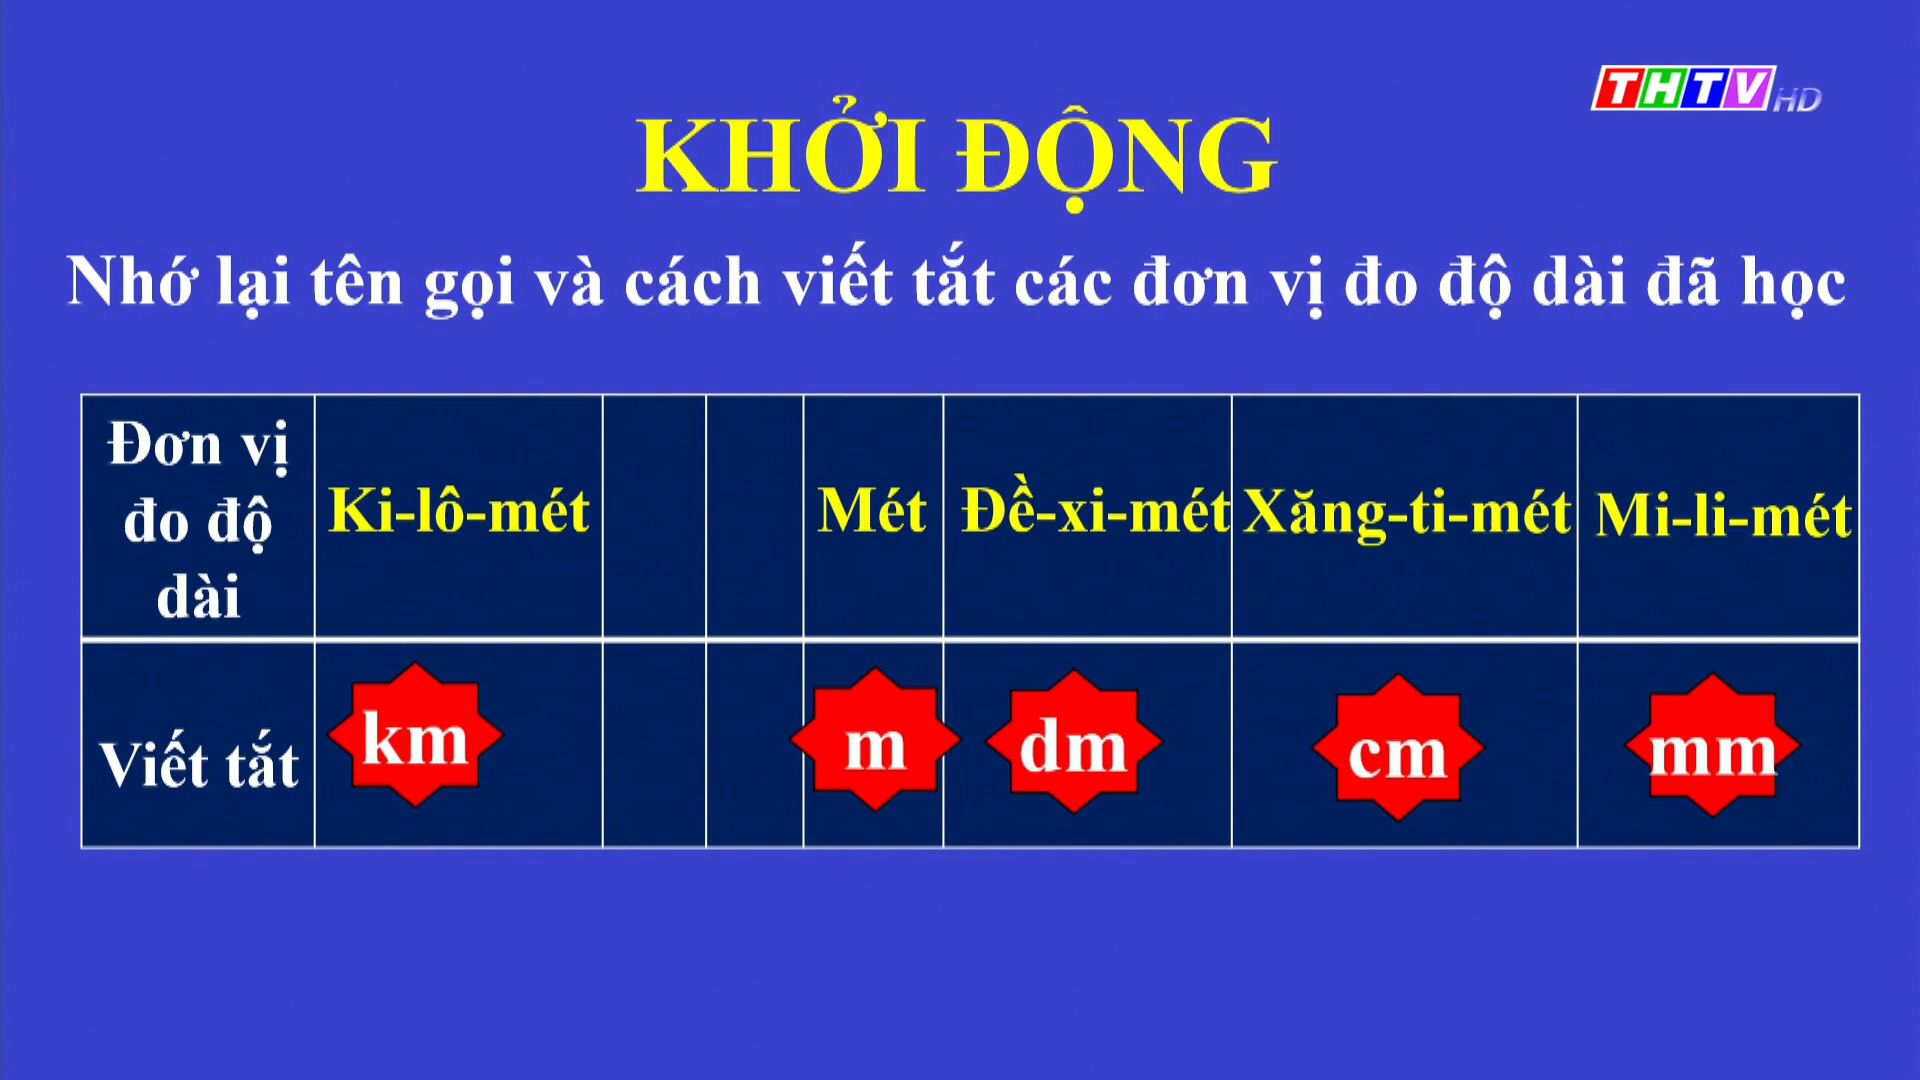 THTV HD
KHỞI ĐỘNG
Nhớ lại tên gọi và cách viết tắt các đơn vị đo độ dài đã học
Đơn vị
đo độ
dài
Ki-lô-mét
Mét
Đề-xi-mét
Xăng-ti-mét
Mi-li-mét
Viết tắt
km
m
dm
cm
mm